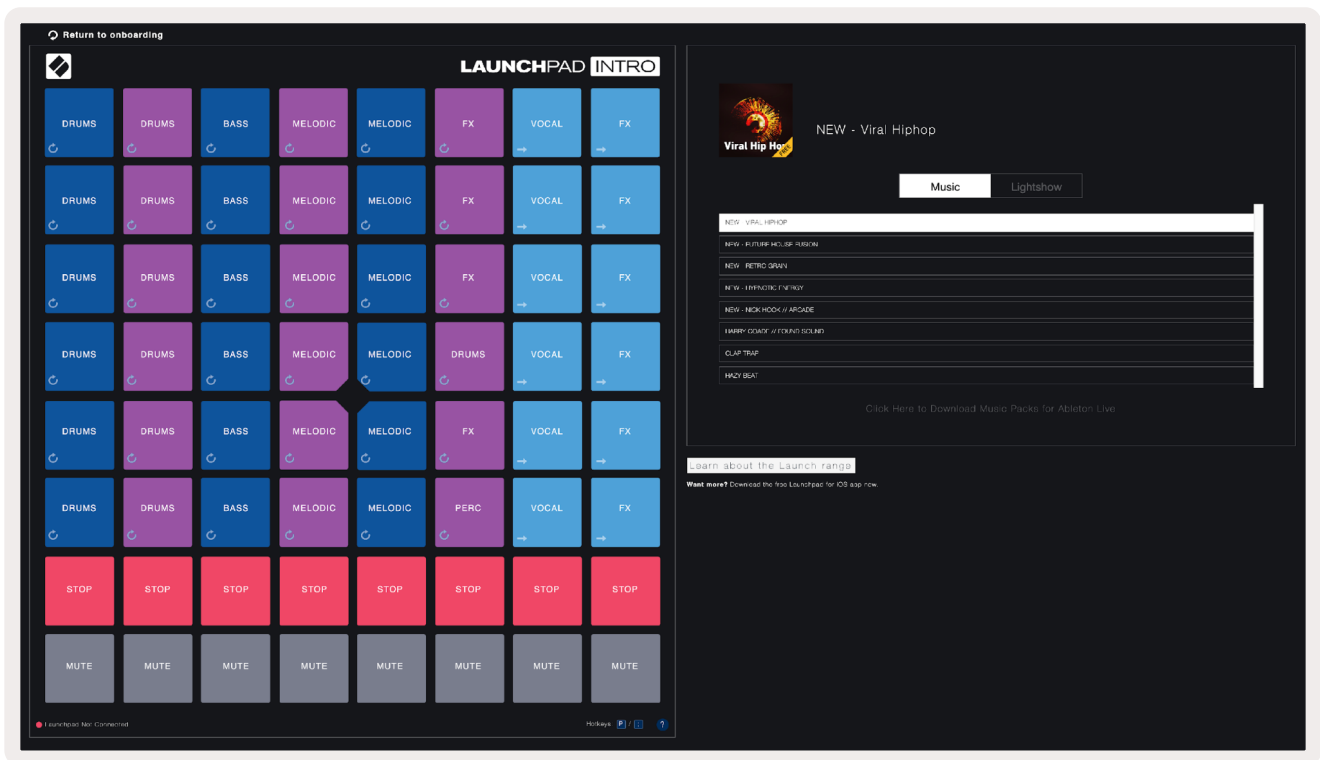 Return to onboarding
LAUNCHPAD INTRO
DRUMS DRUMS BASS MELODIC MELODIC FX VOCAL FX
DRUMS DRUMS BASS MELODIC MELODIC FX VOCAL FX
DRUMS DRUMS BASS MELODIC MELODIC FX VOCAL FX
DRUMS DRUMS BASS MELODIC MELODIC DRUMS VOCAL FX
DRUMS DRUMS BASS MELODIC MELODIC FX VOCAL FX
DRUMS DRUMS BASS MELODIC MELODIC PERC VOCAL FX
STOP STOP STOP STOP STOP STOP STOP STOP
MUTE MUTE MUTE MUTE MUTE MUTE MUTE MUTE
Launchpad Not Connected
Hotkeys P / ?
Viral Hip Hop
FREE
NEW - Viral Hiphop
Music Lightshow
NEW - VIRAL HIPHOP
NEW - FUTURE HOUSE FUSION
NEW - RETRO GRAIN
NEW - HYPNOTIC ENERGY
NEW - NICK HOOK // ARCADE
HARRY COADE // FOUND SOUND
CLAP TRAP
HAZY BEAT
Click Here to Download Music Packs for Ableton Live
Learn about the Launch range
Want more? Download the free Launchpad for iOS app now.